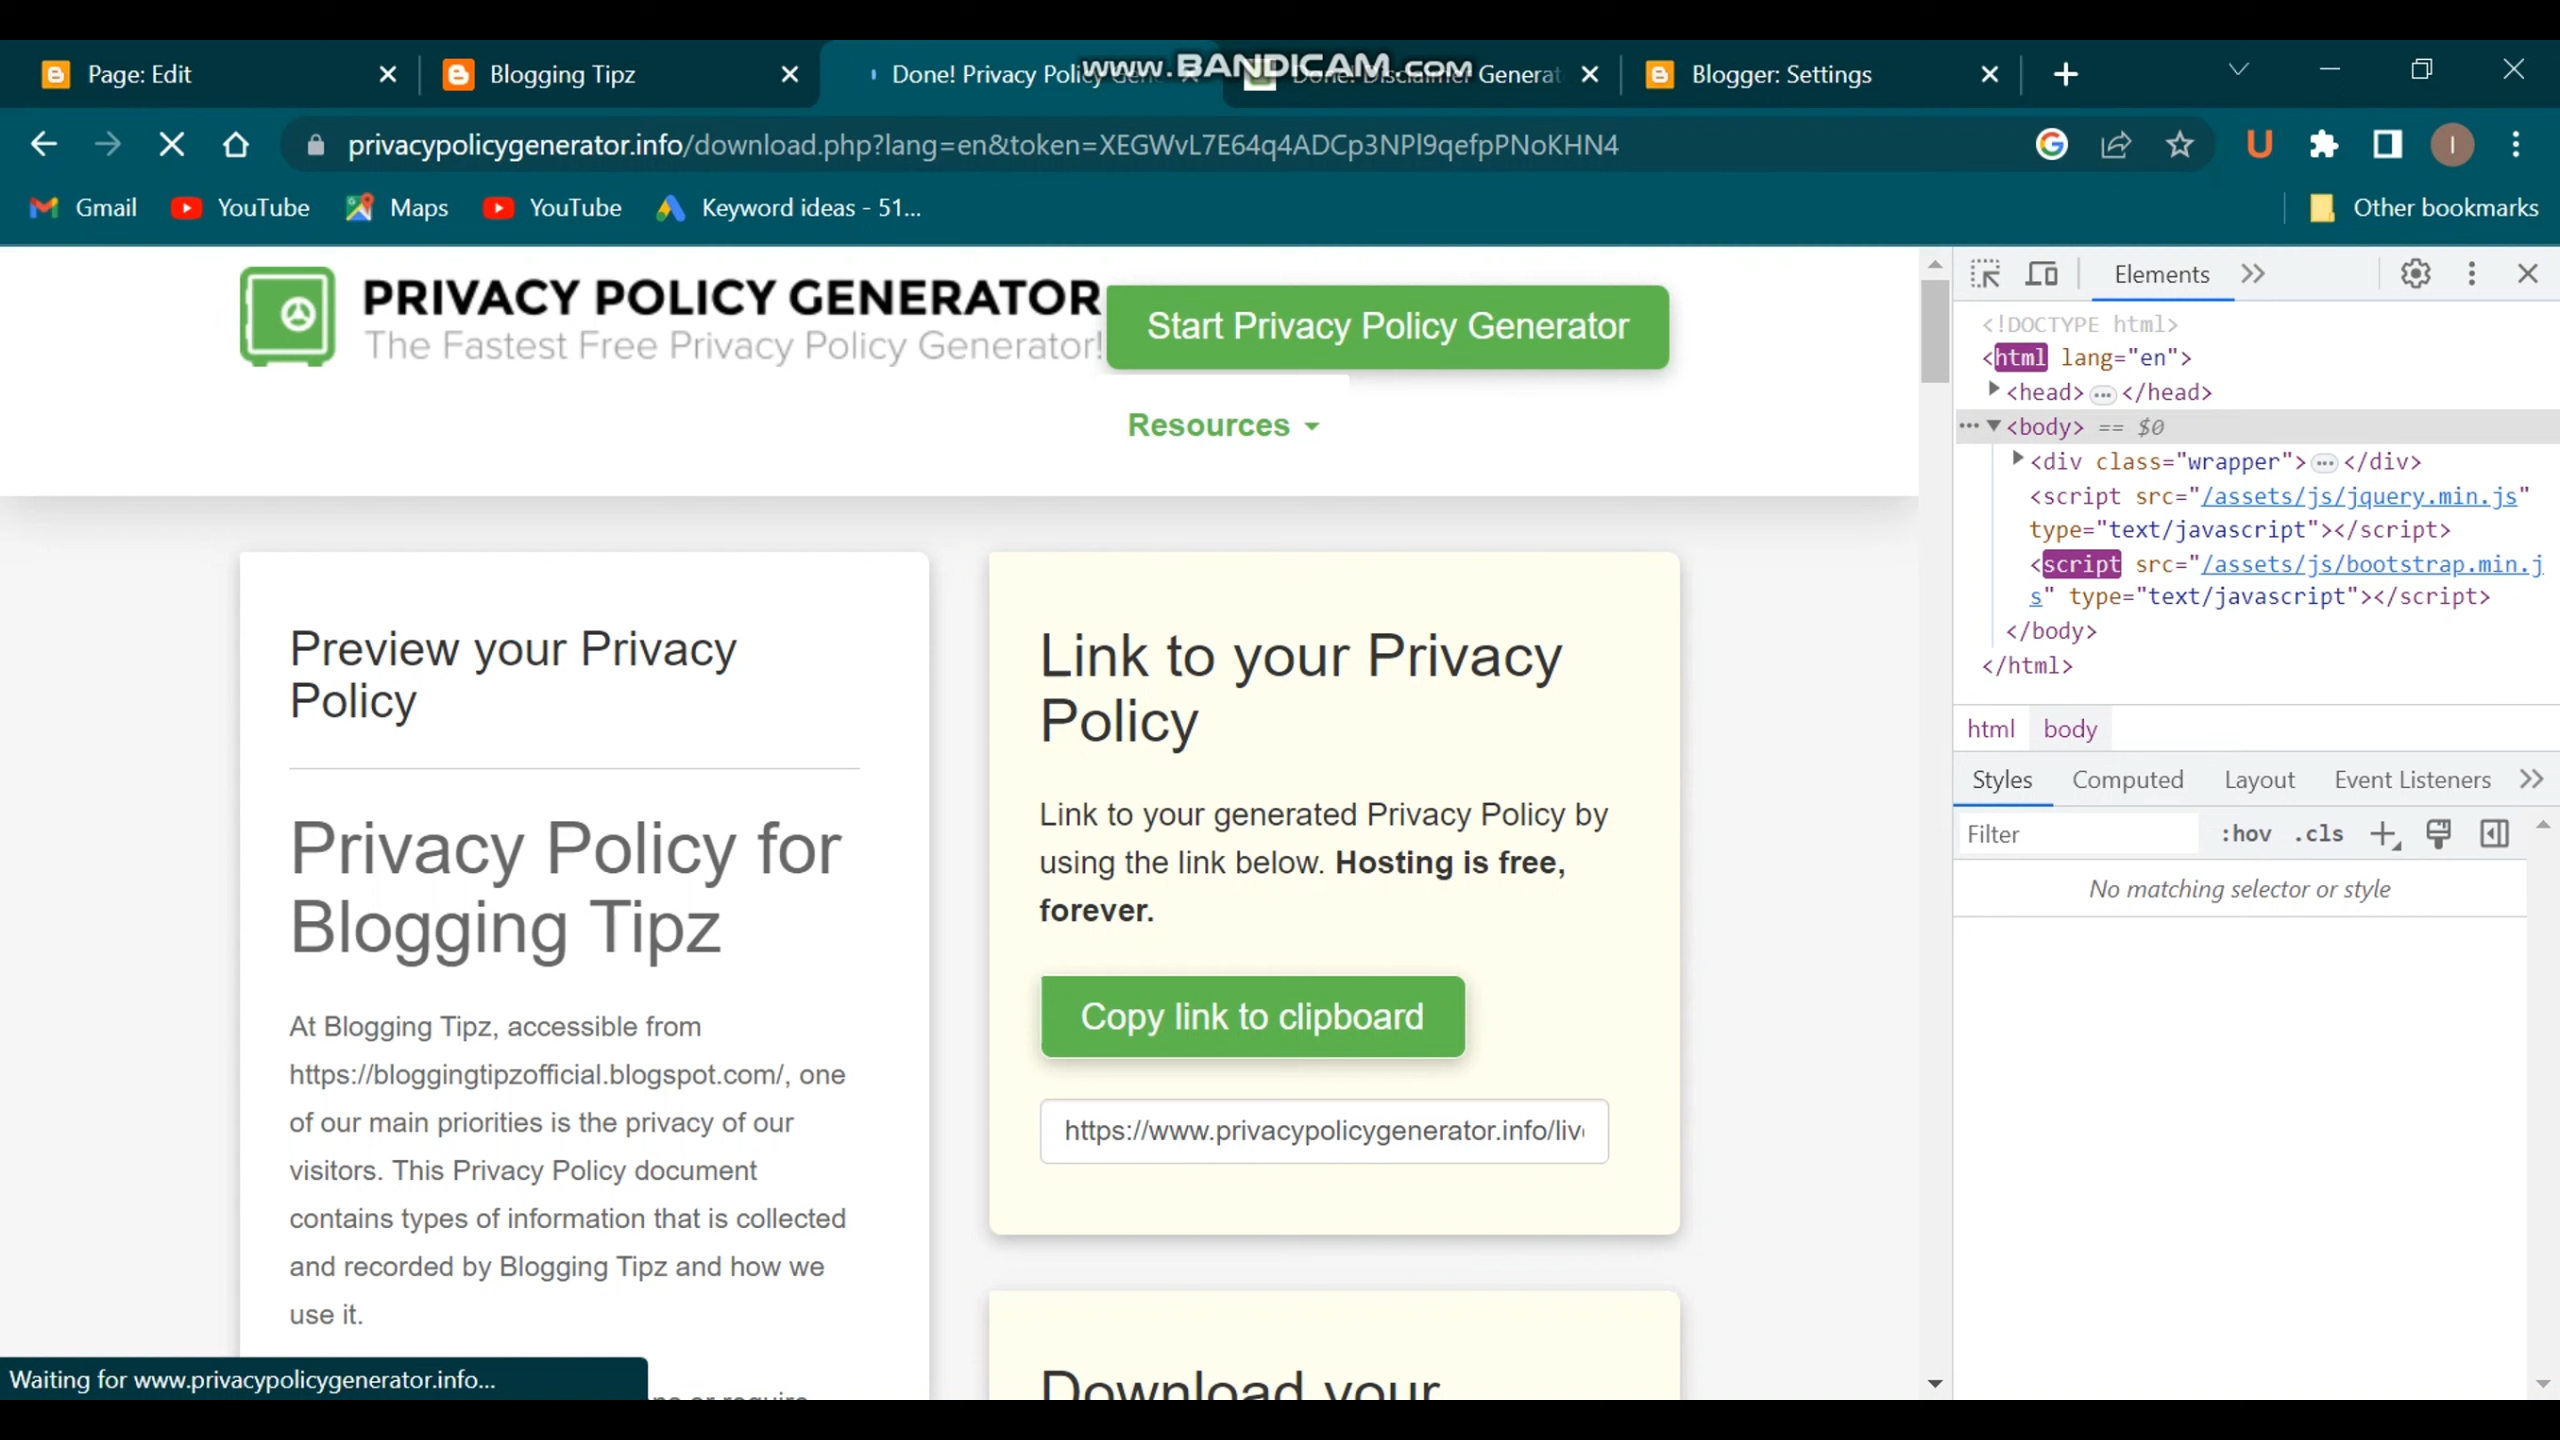 Page: Edit
Blogging Tipz
Done! Privacy Policy Gen
www.BANDICAM.com
Done! Disclaimer Generat
Blogger: Settings
privacypolicygenerator.info/download.php?lang=en&token=XEGWvL7E64q4ADCp3NPl9qefpPNoKHN4
U
I
Gmail
YouTube
Maps
YouTube
Keyword ideas - 51...
Other bookmarks
PRIVACY POLICY GENERATOR
The Fastest Free Privacy Policy Generator!
Start Privacy Policy Generator
Resources
Preview your Privacy
Policy
Privacy Policy for
Blogging Tipz
At Blogging Tipz, accessible from
https://bloggingtipzofficial.blogspot.com/, one
of our main priorities is the privacy of our
visitors. This Privacy Policy document
contains types of information that is collected
and recorded by Blogging Tipz and how we
use it.
Link to your Privacy
Policy
Link to your generated Privacy Policy by
using the link below. Hosting is free,
forever.
Copy link to clipboard
https://www.privacypolicygenerator.info/liv
Download your
Waiting for www.privacypolicygenerator.info...
or require
Elements
<!DOCTYPE html>
<html lang="en">
<head> ... </head>
... <body> == $0
<div class="wrapper"> ... </div>
<script src="/assets/js/jquery.min.js"
type="text/javascript"></script>
<script src="/assets/js/bootstrap.min.j
s" type="text/javascript"></script>
</body>
</html>
html body
Styles Computed Layout Event Listeners
Filter :hov .cls
No matching selector or style